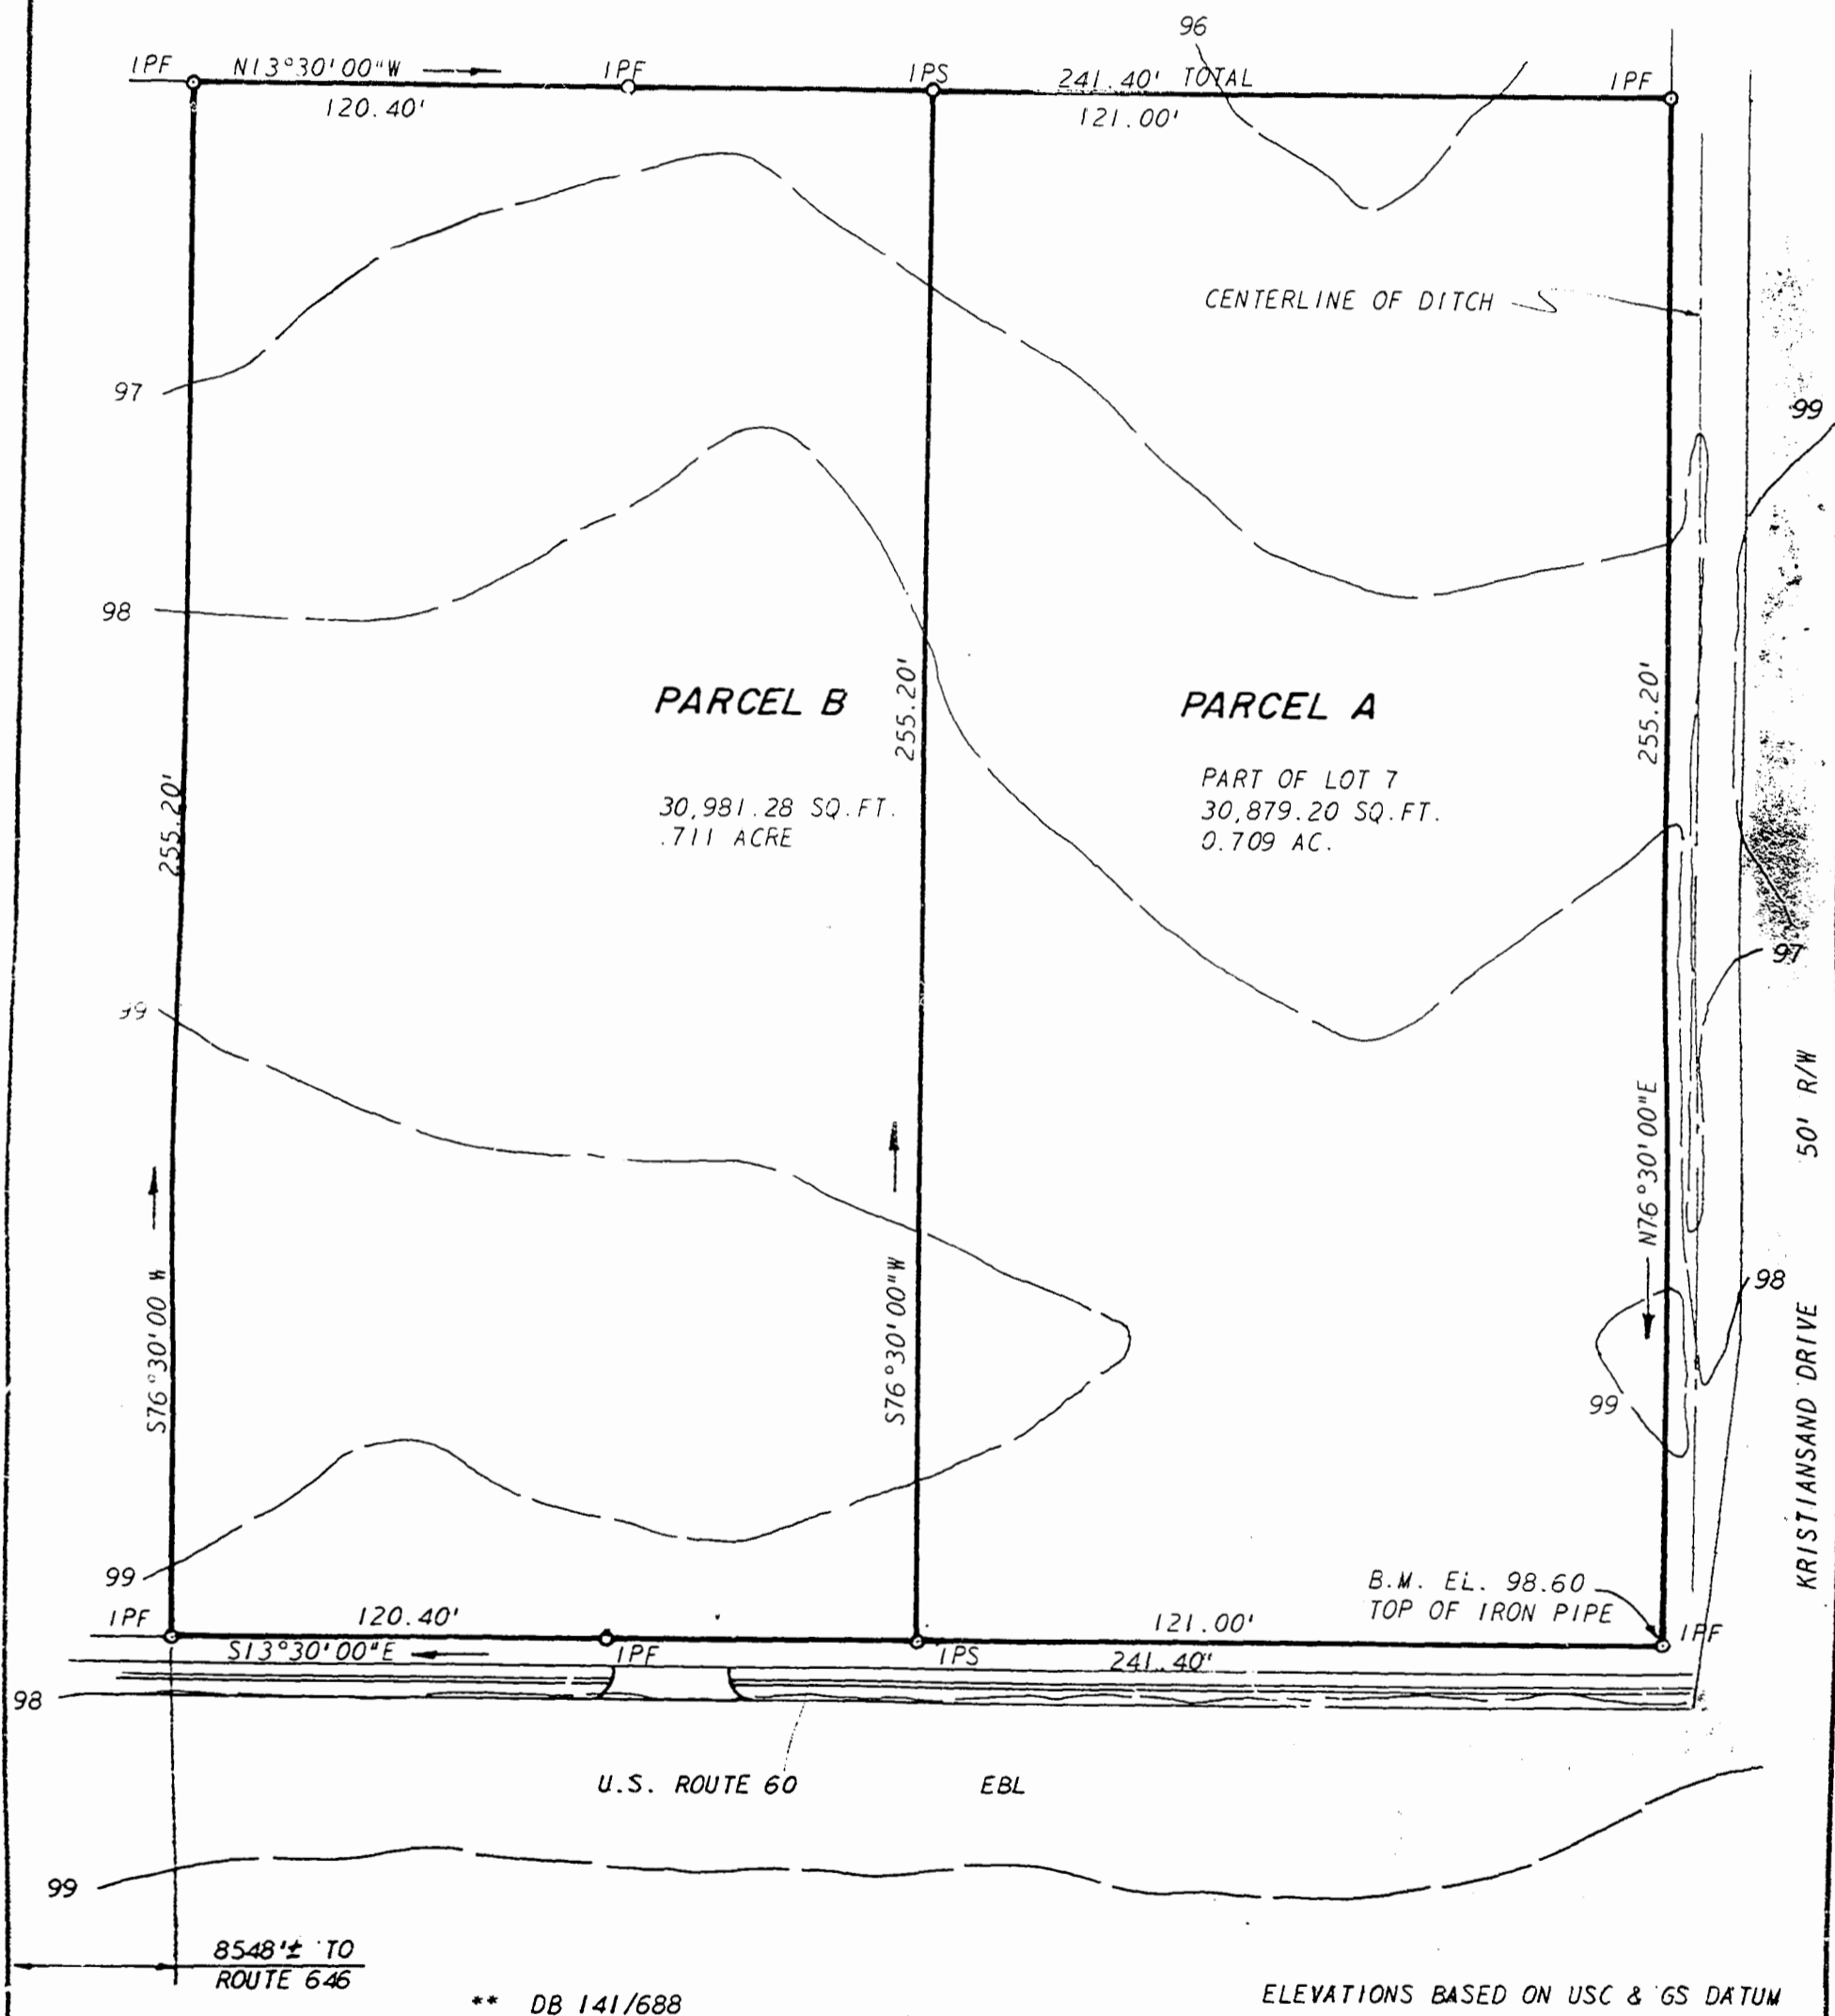 96
IPF
N13°30'00"W
IPF
IPS
241.40' TOTAL
IPF
120.40'
121.00'
CENTERLINE OF DITCH
97
99
98
PARCEL B
255.20'
PARCEL A
255.20'
255.20'
30,981.28 SQ.FT.
.711 ACRE
PART OF LOT 7
30,879.20 SQ.FT.
0.709 AC.
97
99
50' R/W
N76°30'00"E
S76°30'00 W
S76°30'00"W
98
KRISTIANSAND DRIVE
99
99
B.M. EL. 98.60
TOP OF IRON PIPE
IPF
120.40'
121.00'
IPF
S13°30'00"E
IPF
IPS
241.40"
98
U.S. ROUTE 60
EBL
99
8548'± TO
ROUTE 646
** DB 141/688
ELEVATIONS BASED ON USC & GS DATUM